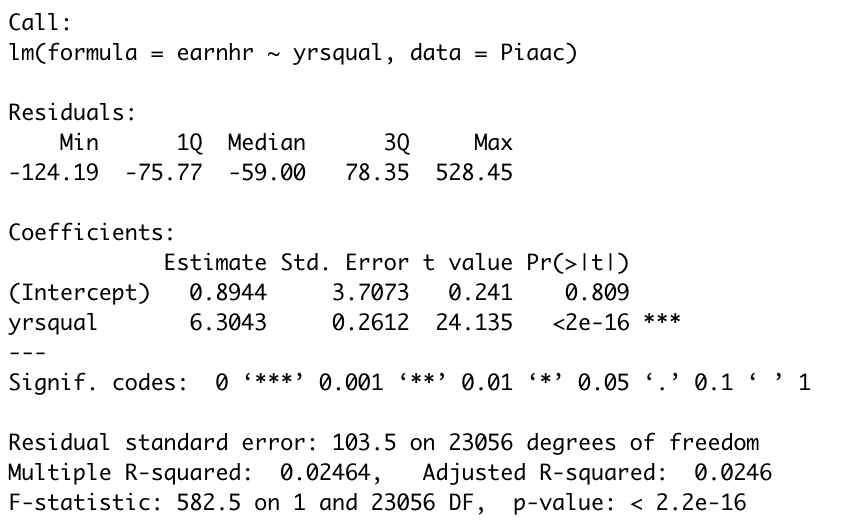 Call:
lm(formula = earnhr ~ yrsqual, data = Piaac)

Residuals:
    Min      1Q  Median      3Q     Max
-124.19  -75.77  -59.00   78.35  528.45

Coefficients:
            Estimate Std. Error t value Pr(>|t|)
(Intercept)   0.8944     3.7073   0.241    0.809
yrsqual       6.3043     0.2612  24.135   <2e-16 ***
---
Signif. codes:  0 ‘***’ 0.001 ‘**’ 0.01 ‘*’ 0.05 ‘.’ 0.1 ‘ ’ 1

Residual standard error: 103.5 on 23056 degrees of freedom
Multiple R-squared:  0.02464,	Adjusted R-squared:  0.0246
F-statistic: 582.5 on 1 and 23056 DF,  p-value: < 2.2e-16